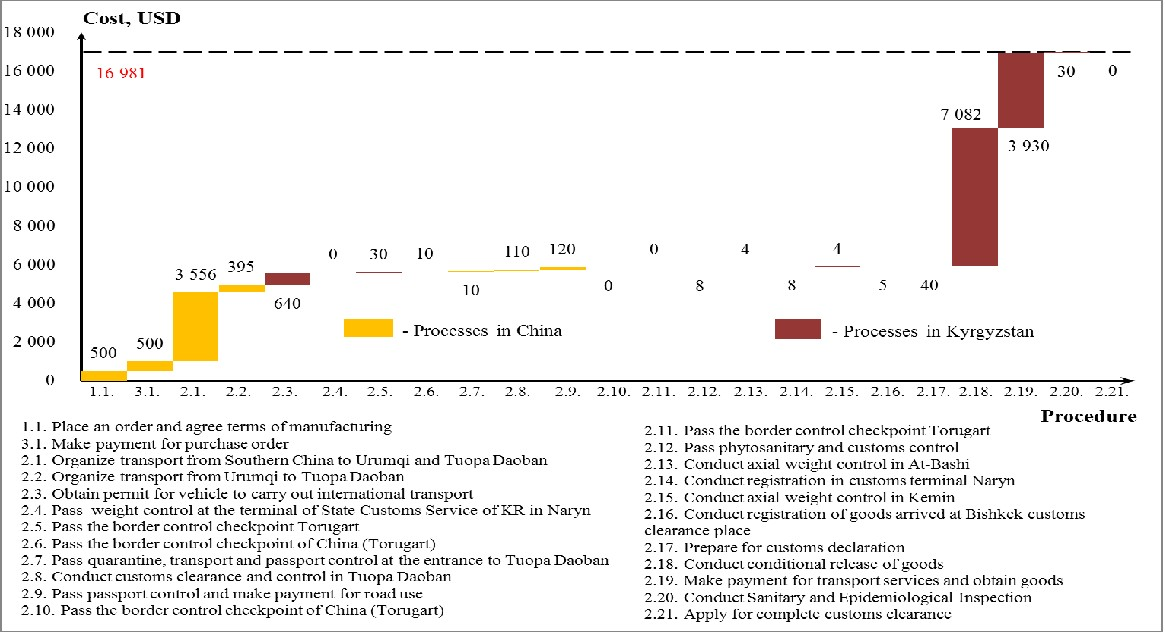 Cost, USD
18 000
16 000
14 000
12 000
10 000
8 000
6 000
4 000
2 000
0
16 981
500
500
3 556
395
640
0
30
10
10
110
120
0
0
8
4
8
4
5
40
7 082
3 930
30
0
- Processes in China
- Processes in Kyrgyzstan
1.1. 3.1. 2.1. 2.2. 2.3. 2.4. 2.5. 2.6. 2.7. 2.8. 2.9. 2.10. 2.11. 2.12. 2.13. 2.14. 2.15. 2.16. 2.17. 2.18. 2.19. 2.20. 2.21.
Procedure
1.1. Place an order and agree terms of manufacturing
3.1. Make payment for purchase order
2.1. Organize transport from Southern China to Urumqi and Tuopa Daoban
2.2. Organize transport from Urumqi to Tuopa Daoban
2.3. Obtain permit for vehicle to carry out international transport
2.4. Pass weight control at the terminal of State Customs Service of KR in Naryn
2.5. Pass the border control checkpoint Torugart
2.6. Pass the border control checkpoint of China (Torugart)
2.7. Pass quarantine, transport and passport control at the entrance to Tuopa Daoban
2.8. Conduct customs clearance and control in Tuopa Daoban
2.9. Pass passport control and make payment for road use
2.10. Pass the border control checkpoint of China (Torugart)
2.11. Pass the border control checkpoint Torugart
2.12. Pass phytosanitary and customs control
2.13. Conduct axial weight control in At-Bashi
2.14. Conduct registration in customs terminal Naryn
2.15. Conduct axial weight control in Kemin
2.16. Conduct registration of goods arrived at Bishkek customs
clearance place
2.17. Prepare for customs declaration
2.18. Conduct conditional release of goods
2.19. Make payment for transport services and obtain goods
2.20. Conduct Sanitary and Epidemiological Inspection
2.21. Apply for complete customs clearance